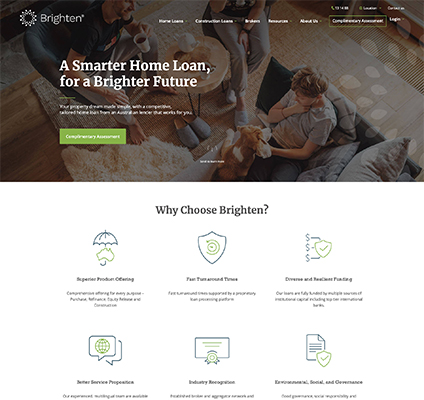 13 14 88 Location Contact us
Brighten
Home Loans Construction Loans Brokers Resources About Us Complimentary Assessment Login
A Smarter Home Loan,
for a Brighter Future
Your property dream made simple, with a competitive,
tailored home loan from an Australian lender that works for you.
Complimentary Assessment
Why Choose Brighten?
Superior Product Offering
Fast Turnaround Times
Diverse and Resilient Funding
Comprehensive offering for every purpose –
Purchase, Refinance, Equity Release and
Construction
Fast turnaround times supported by a proprietary
loan processing platform
Our loans are fully funded by multiple sources of
institutional capital including top tier international
banks.
Better Service Proposition
Industry Recognition
Environmental, Social, and Governance
Our experienced, multilingual team are available
Established broker and aggregator network and
Good governance, social responsibility and